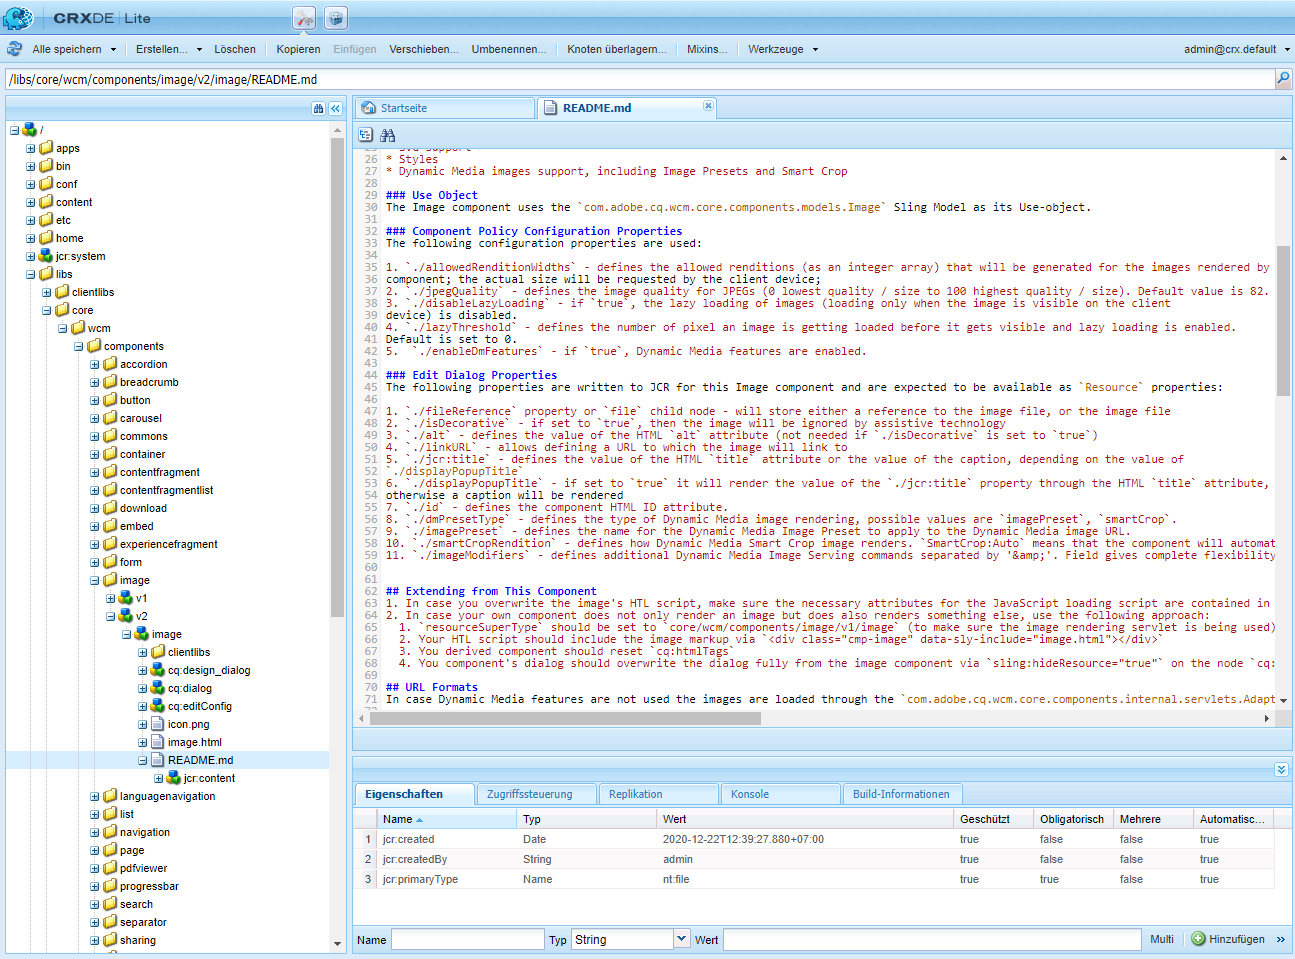 CRXDE | Lite
Alle speichern Erstellen... Löschen Kopieren Einfügen Verschieben... Umbenennen... Knoten überlagern... Mixins... Werkzeuge admin@crx.default
/libs/core/wcm/components/image/v2/image/README.md
/
apps
bin
conf
content
etc
home
jcr:system
libs
clientlibs
core
wcm
components
accordion
breadcrumb
button
carousel
commons
container
contentfragment
contentfragmentlist
download
embed
experiencefragment
form
image
v1
v2
image
clientlibs
cq:design_dialog
cq:dialog
cq:editConfig
icon.png
image.html
README.md
jcr:content
languagenavigation
list
navigation
page
pdfviewer
progressbar
search
separator
sharing
Startseite README.md
26 * Styles
27 * Dynamic Media images support, including Image Presets and Smart Crop
28
29 ### Use Object
30 The Image component uses the `com.adobe.cq.wcm.core.components.models.Image` Sling Model as its Use-object.
31
32 ### Component Policy Configuration Properties
33 The following configuration properties are used:
34
35 1. `./allowedRenditionWidths` - defines the allowed renditions (as an integer array) that will be generated for the images rendered by
36 component; the actual size will be requested by the client device;
37 2. `./jpegQuality` - defines the image quality for JPEGs (0 lowest quality / size to 100 highest quality / size). Default value is 82.
38 3. `./disableLazyLoading` - if `true`, the lazy loading of images (loading only when the image is visible on the client
39 device) is disabled.
40 4. `./lazyThreshold` - defines the number of pixel an image is getting loaded before it gets visible and lazy loading is enabled.
41 Default is set to 0.
42 5.  `./enableDmFeatures` - if `true`, Dynamic Media features are enabled.
43
44 ### Edit Dialog Properties
45 The following properties are written to JCR for this Image component and are expected to be available as `Resource` properties:
46
47 1. `./fileReference` property or `file` child node - will store either a reference to the image file, or the image file
48 2. `./isDecorative` - if set to `true`, then the image will be ignored by assistive technology
49 3. `./alt` - defines the value of the HTML `alt` attribute (not needed if `./isDecorative` is set to `true`)
50 4. `./linkURL` - allows defining a URL to which the image will link to
51 5. `./jcr:title` - defines the value of the HTML `title` attribute or the value of the caption, depending on the value of
52 `./displayPopupTitle`
53 6. `./displayPopupTitle` - if set to `true` it will render the value of the `./jcr:title` property through the HTML `title` attribute,
54 otherwise a caption will be rendered
55 7. `./id` - defines the component HTML ID attribute.
56 8. `./dmPresetType` - defines the type of Dynamic Media image rendering, possible values are `imagePreset`, `smartCrop`.
57 9. `./imagePreset` - defines the name for the Dynamic Media Image Preset to apply to the Dynamic Media image URL.
58 10. `./smartCropRendition` - defines how Dynamic Media Smart Crop image renders. `SmartCrop:Auto` means that the component will automat
59 11. `./imageModifiers` - defines additional Dynamic Media Image Serving commands separated by '&amp;'. Field gives complete flexibility
60
61
62 ## Extending from This Component
63 1. In case you overwrite the image's HTL script, make sure the necessary attributes for the JavaScript loading script are contained in
64 2. In case your own component does not only render an image but does also renders something else, use the following approach:
65 1. `resourceSuperType` should be set to `core/wcm/components/image/v1/image` (to make sure the image rendering servlet is being used)
66 2. Your HTL script should include the image markup via `<div class="cmp-image" data-sly-include="image.html"></div>`
67 3. You derived component should reset `cq:htmlTags`
68 4. You component's dialog should overwrite the dialog fully from the image component via `sling:hideResource="true"` on the node `cq:
69
70 ## URL Formats
71 In case Dynamic Media features are not used the images are loaded through the `com.adobe.cq.wcm.core.components.internal.servlets.Adapt
Eigenschaften Zugriffssteuerung Replikation Konsole Build-Informationen
Name Typ Wert Geschützt Obligatorisch Mehrere Automatisc...
1 jcr:created Date 2020-12-22T12:39:27.880+07:00 true false false true
2 jcr:createdBy String admin true false false true
3 jcr:primaryType Name nt:file true true false true
Name Typ String Wert Multi Hinzufügen »